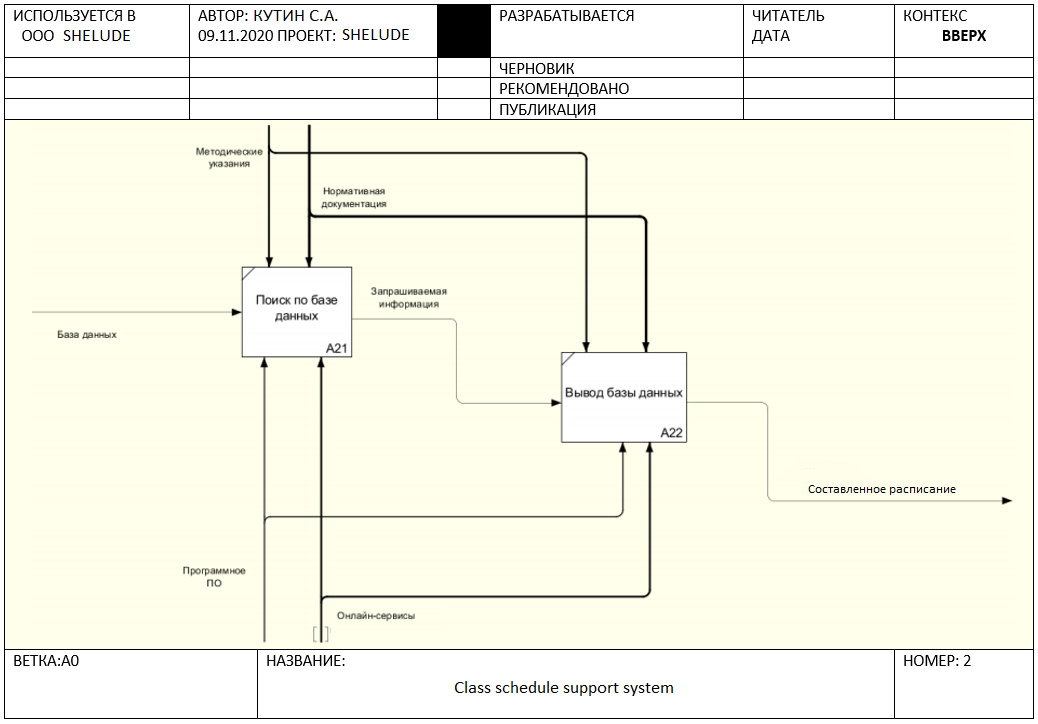 ИСПОЛЬЗУЕТСЯ В
ООО SHELUDE
АВТОР: КУТИН С.А.
09.11.2020 ПРОЕКТ: SHELUDE
РАЗРАБАТЫВАЕТСЯ
ЧИТАТЕЛЬ
ДАТА
КОНТЕКС
ВВЕРХ
ЧЕРНОВИК
РЕКОМЕНДОВАНО
ПУБЛИКАЦИЯ
Методические
указания
Нормативная
документация
Поиск по базе
данных
A21
Запрашиваемая
информация
База данных
Вывод базы данных
A22
Составленное расписание
Программное
ПО
Онлайн-сервисы
ВЕТКА:A0
НАЗВАНИЕ:
Class schedule support system
НОМЕР: 2